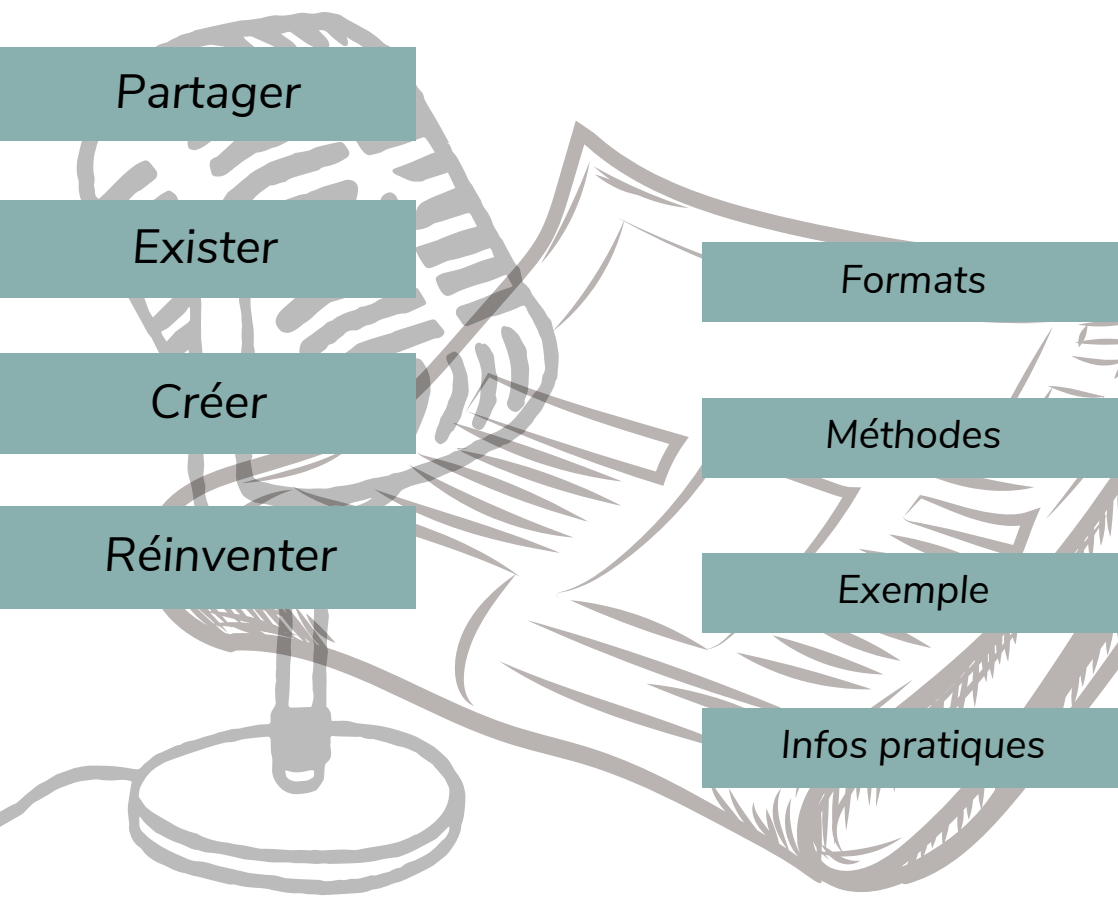 Partager
Exister
Créer
Réinventer
Formats
Méthodes
Exemple
Infos pratiques